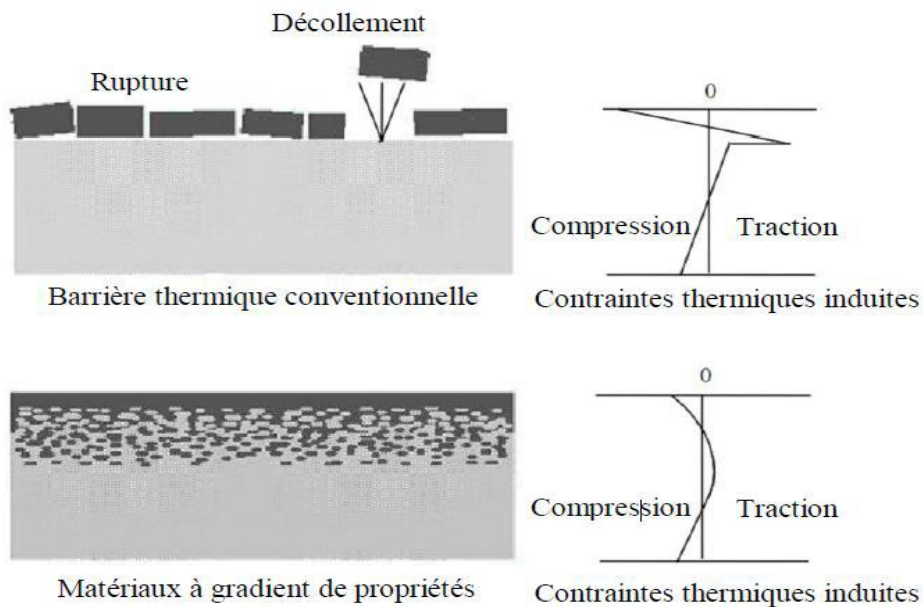 Décollement
Rupture
0
Compression Traction
Barrière thermique conventionnelle
Contraintes thermiques induites
0
Compression Traction
Matériaux à gradient de propriétés
Contraintes thermiques induites